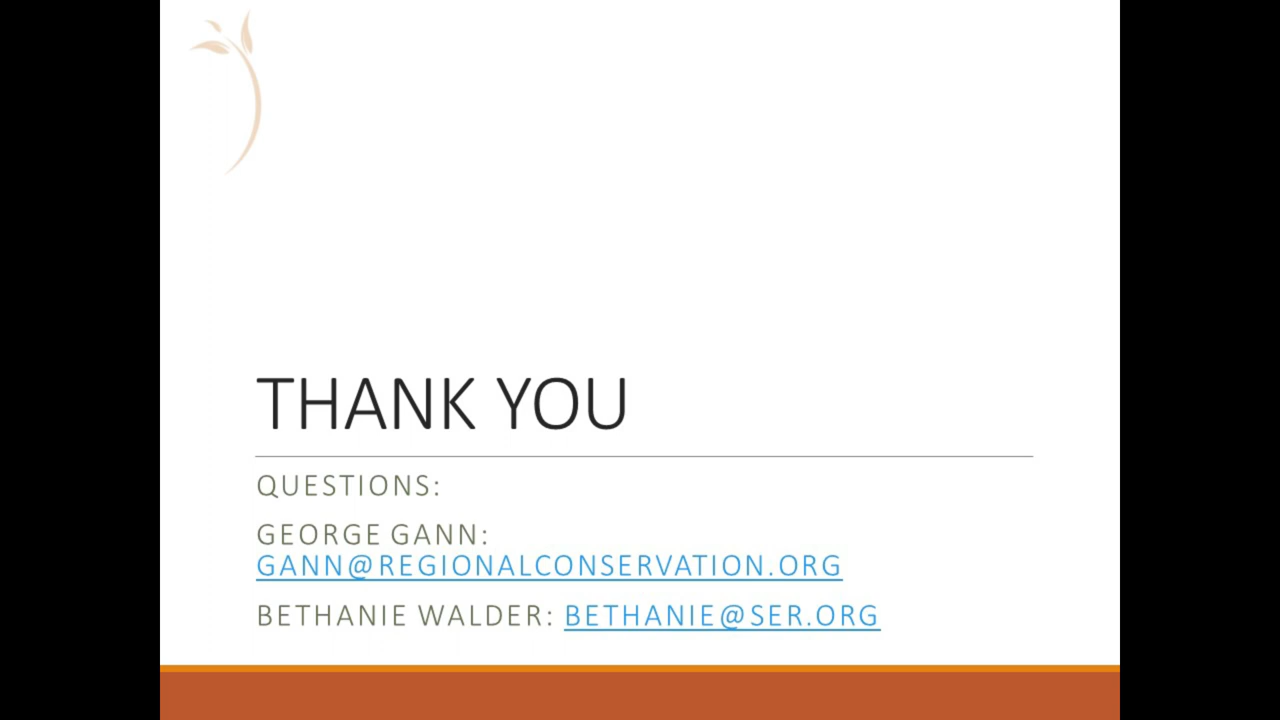 THANK YOU
QUESTIONS:
GEORGE GANN:
GANN@REGIONALCONSERVATION.ORG
BETHANIE WALDER: BETHANIE@SER.ORG